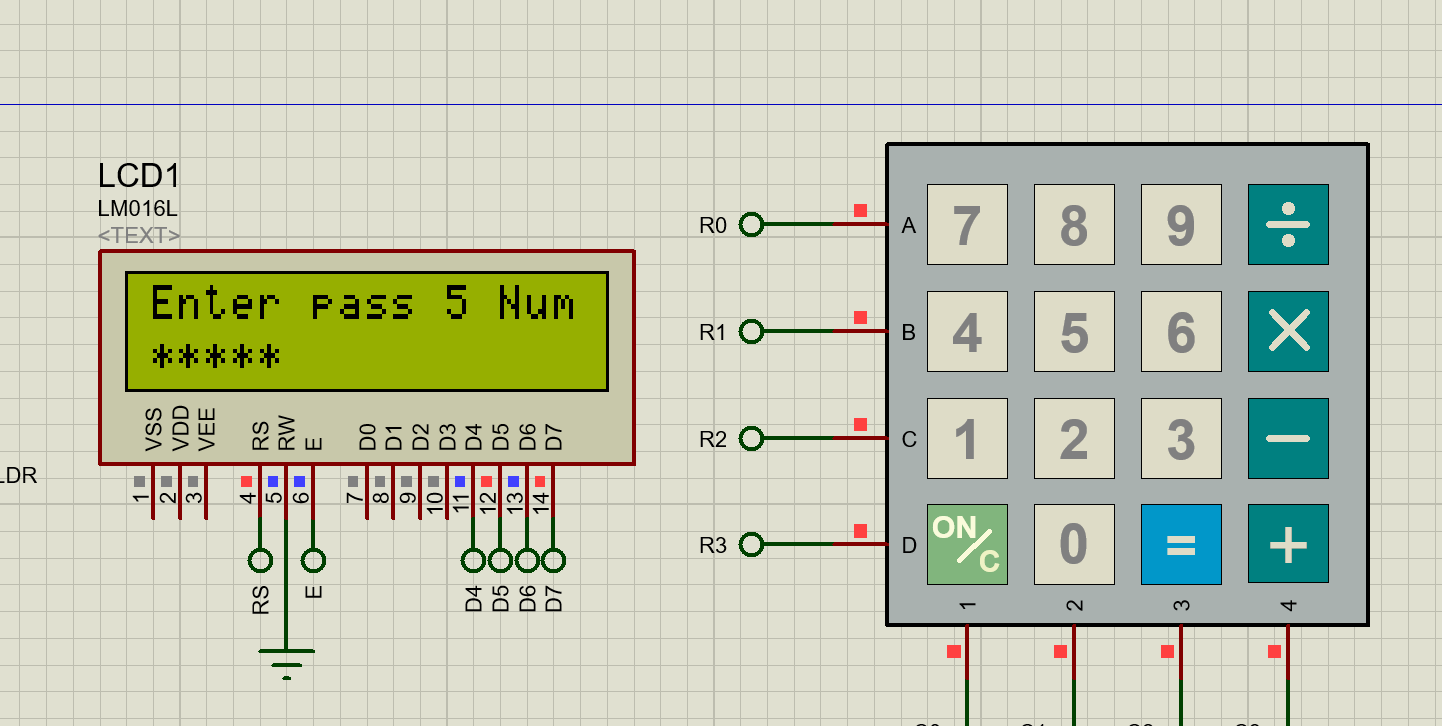 LCD1
LM016L
<TEXT>
Enter pass 5 Num
*****
VSS VDD VEE RS RW E D0 D1 D2 D3 D4 D5 D6 D7
1 2 3 4 5 6 7 8 9 10 11 12 13 14
RS E D4 D5 D6 D7
LDR
R0 A 7 8 9 ÷
R1 B 4 5 6 ×
R2 C 1 2 3 −
R3 D ON/C 0 = +
1 2 3 4